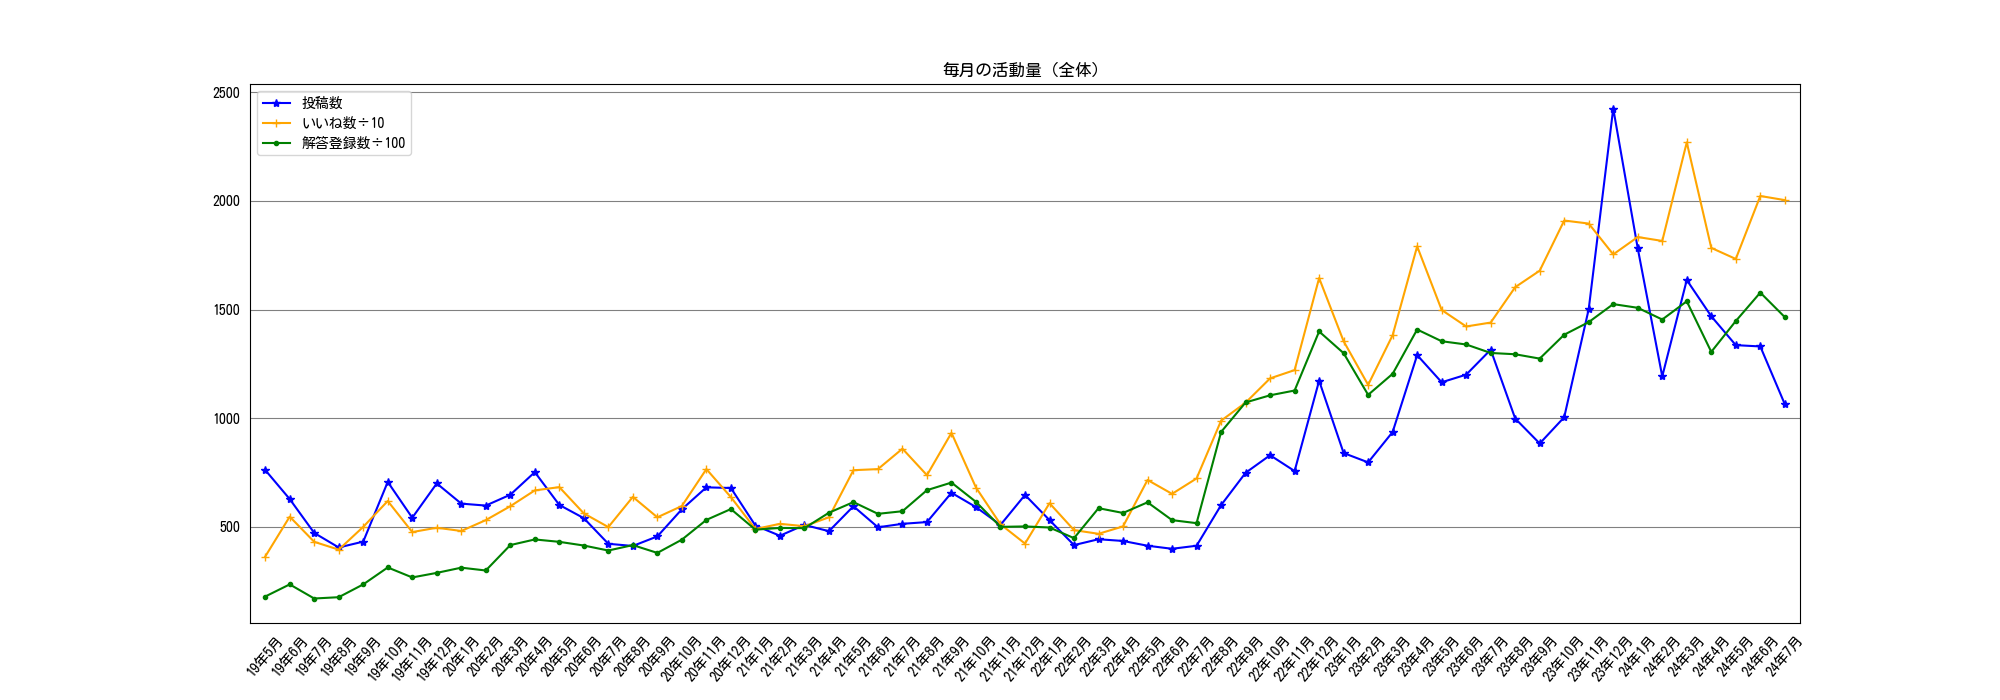 毎月の活動量（全体）
投稿数
いいね数÷10
解答登録数÷100
2500
2000
1500
1000
500
19年5月
19年6月
19年7月
19年8月
19年9月
19年10月
19年11月
19年12月
20年1月
20年2月
20年3月
20年4月
20年5月
20年6月
20年7月
20年8月
20年9月
20年10月
20年11月
20年12月
21年1月
21年2月
21年3月
21年4月
21年5月
21年6月
21年7月
21年8月
21年9月
21年10月
21年11月
21年12月
22年1月
22年2月
22年3月
22年4月
22年5月
22年6月
22年7月
22年8月
22年9月
22年10月
22年11月
22年12月
23年1月
23年2月
23年3月
23年4月
23年5月
23年6月
23年7月
23年8月
23年9月
23年10月
23年11月
23年12月
24年1月
24年2月
24年3月
24年4月
24年5月
24年6月
24年7月